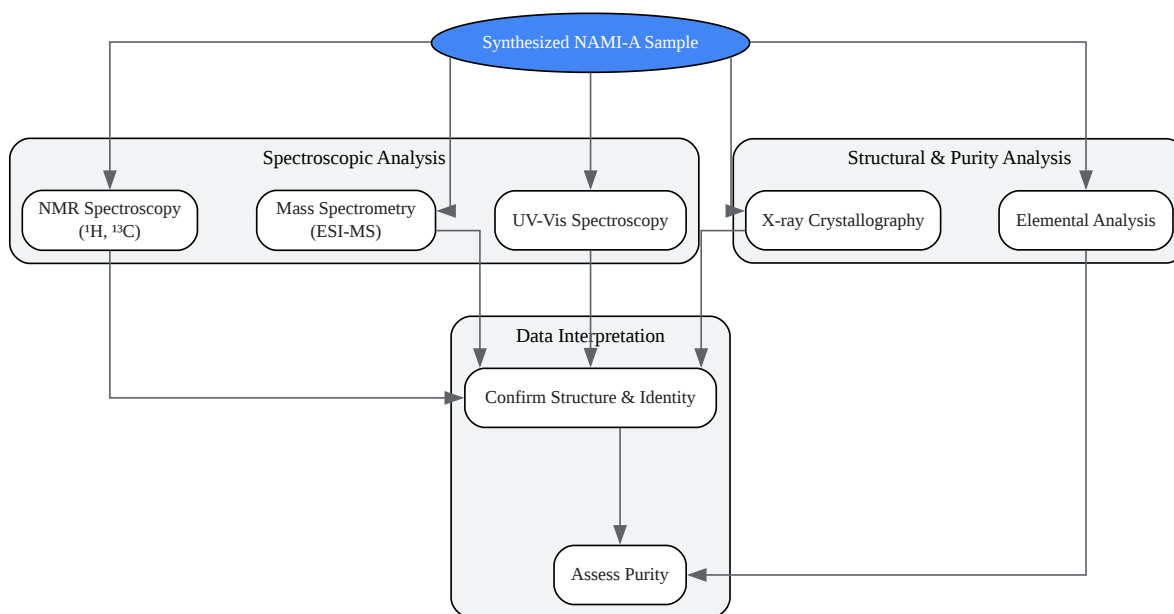 Synthesized NAMI-A Sample
Spectroscopic Analysis
Structural & Purity Analysis
NMR Spectroscopy
(¹H, ¹³C)
Mass Spectrometry
(ESI-MS)
UV-Vis Spectroscopy
X-ray Crystallography
Elemental Analysis
Data Interpretation
Confirm Structure & Identity
Assess Purity